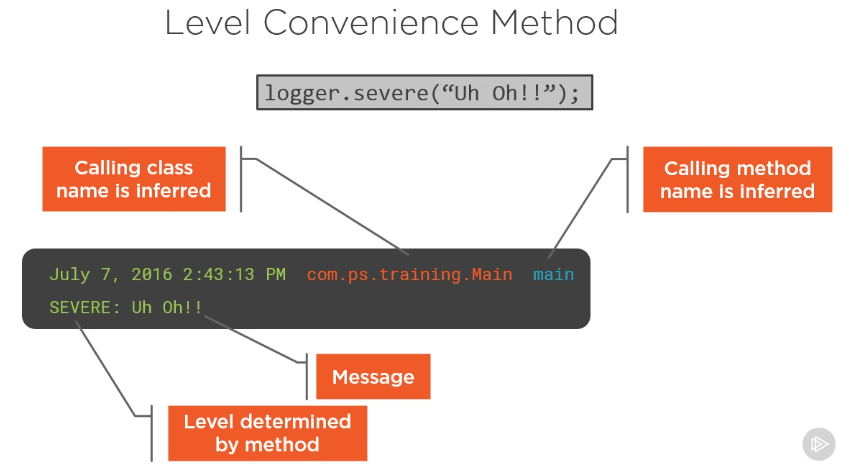 Level Convenience Method
logger.severe(“Uh Oh!!”);
Calling class
name is inferred
Calling method
name is inferred
July 7, 2016 2:43:13 PM com.ps.training.Main main
SEVERE: Uh Oh!!
Message
Level determined
by method